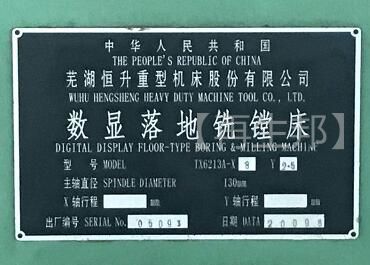 中华人民共和国
THE PEOPLE'S REPUBLIC OF CHINA
芜湖恒升重型机床股份有限公司
WUHU HENGSHENG HEAVY DUTY MACHINE TOOL CO., LTD.
数显落地铣镗床
DIGITAL DISPLAY FLOOR-TYPE BORING & MILLING MACHINE
型 号 MODEL TX6213A-X Y
主轴直径 SPINDLE DIAMETER 130mm
X 轴行程 mm Y 轴行程 mm
出厂编号 SERIAL No. 05093 日期 DATA